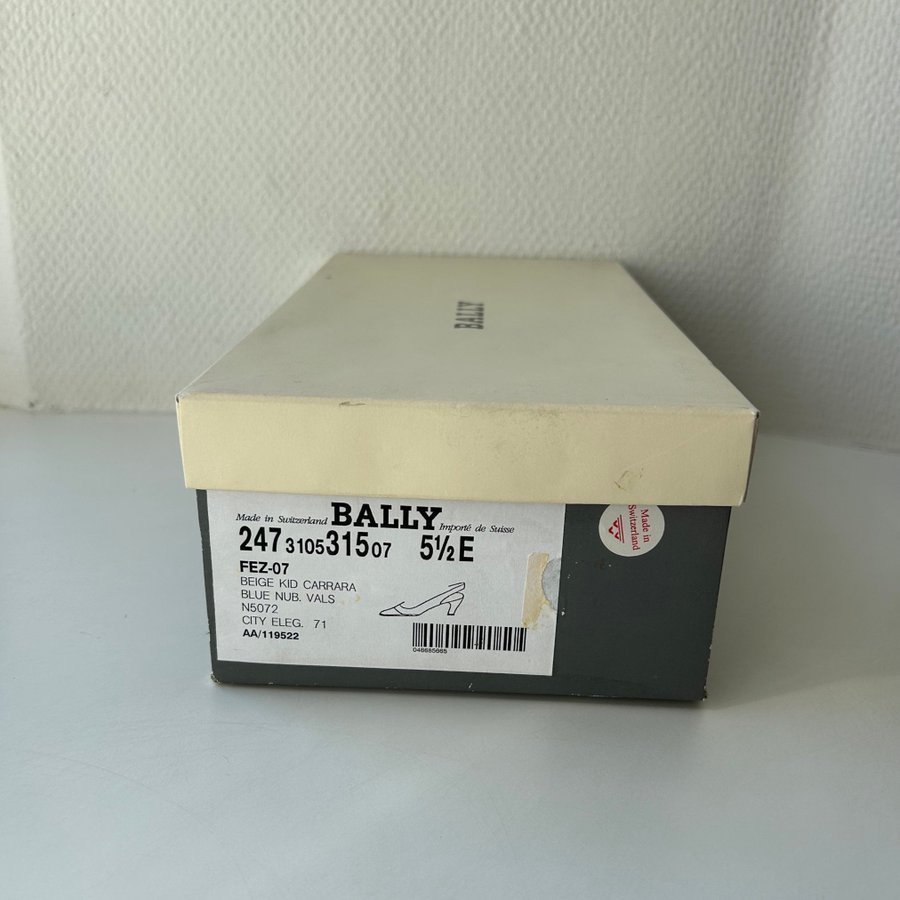 BALLY
Made in Switzerland BALLY Importé de Suisse
247 3105 315 07 5½ E
FEZ-07
BEIGE KID CARRARA
BLUE NUB. VALS
N5072
CITY ELEG. 71
AA/119522
046685665
Made in
Switzerland